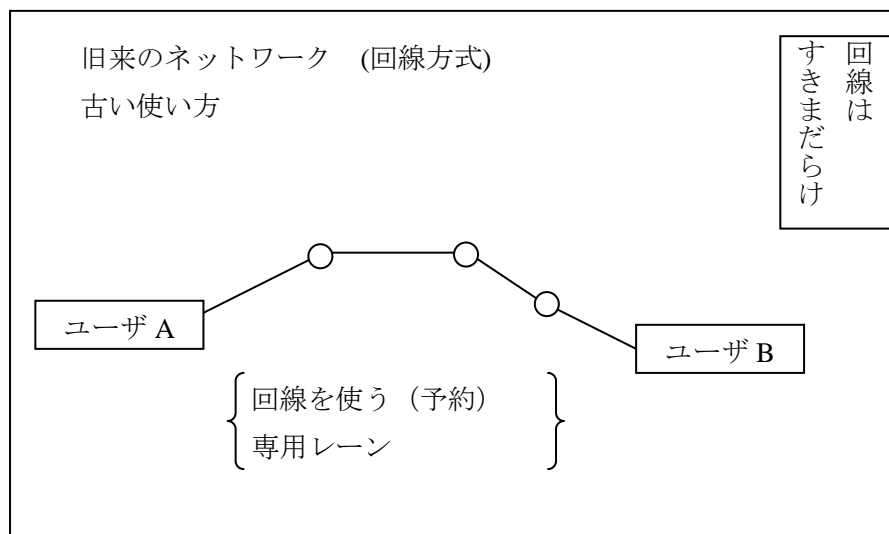 旧来のネットワーク　(回線方式)
古い使い方
回線は
すきまだらけ
ユーザ A
ユーザ B
回線を使う（予約）
専用レーン